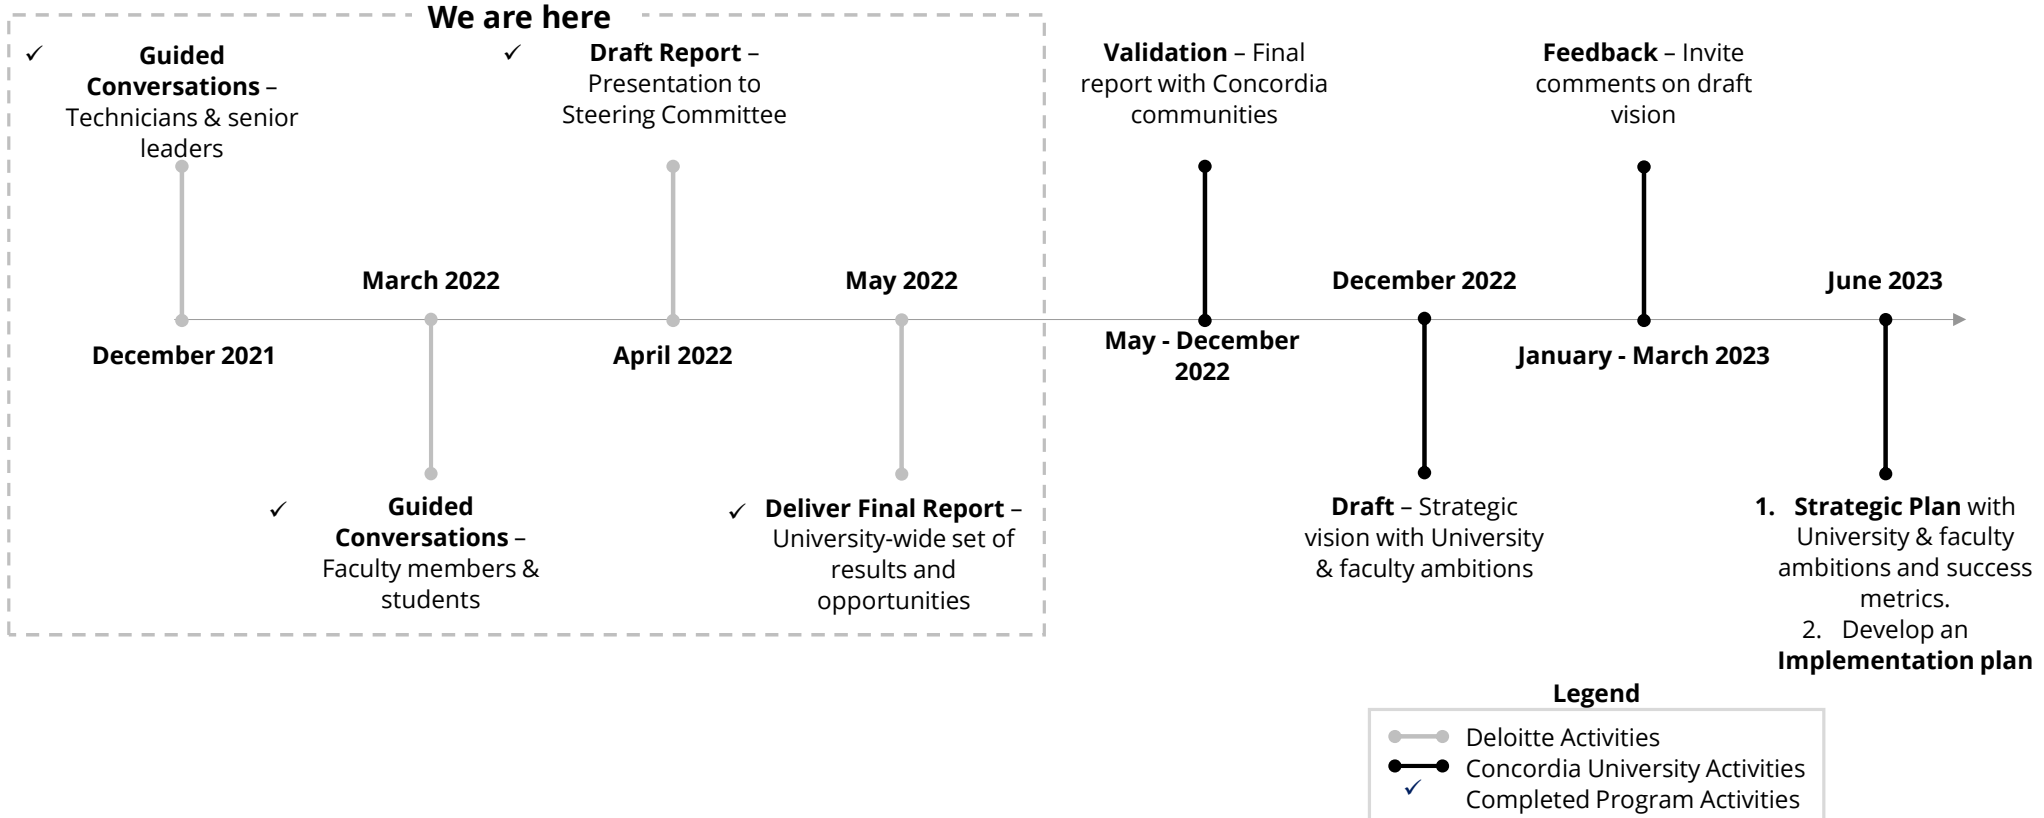 We are here
✓ Guided
Conversations –
Technicians & senior
leaders
✓ Draft Report –
Presentation to
Steering Committee
Validation – Final
report with Concordia
communities
Feedback – Invite
comments on draft
vision
March 2022
May 2022
December 2022
June 2023
December 2021
April 2022
May - December
2022
January - March 2023
✓ Guided
Conversations –
Faculty members &
students
✓ Deliver Final Report –
University-wide set of
results and
opportunities
Draft – Strategic
vision with University
& faculty ambitions
1. Strategic Plan with
University & faculty
ambitions and success
metrics.
2. Develop an
Implementation plan
Legend
Deloitte Activities
Concordia University Activities
✓ Completed Program Activities